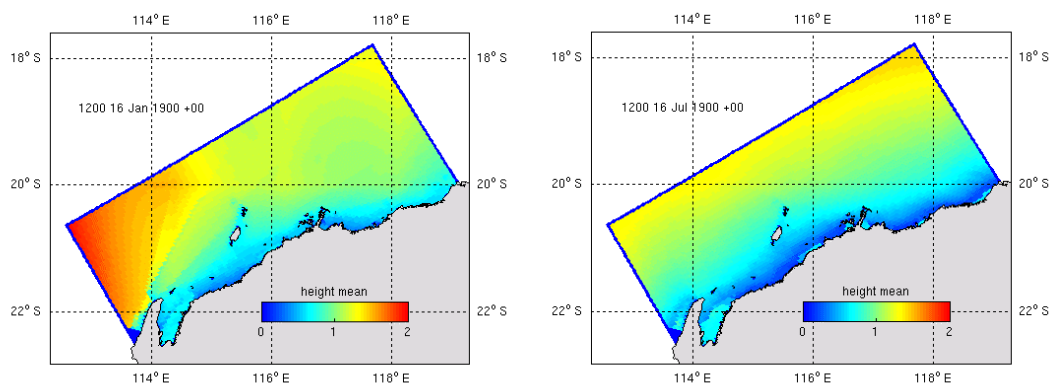 114° E 116° E 118° E
18° S 18° S
1200 16 Jan 1900 +00
20° S 20° S
22° S 22° S
height mean
0 1 2
114° E 116° E 118° E
114° E 116° E 118° E
18° S 18° S
1200 16 Jul 1900 +00
20° S 20° S
22° S 22° S
height mean
0 1 2
114° E 116° E 118° E